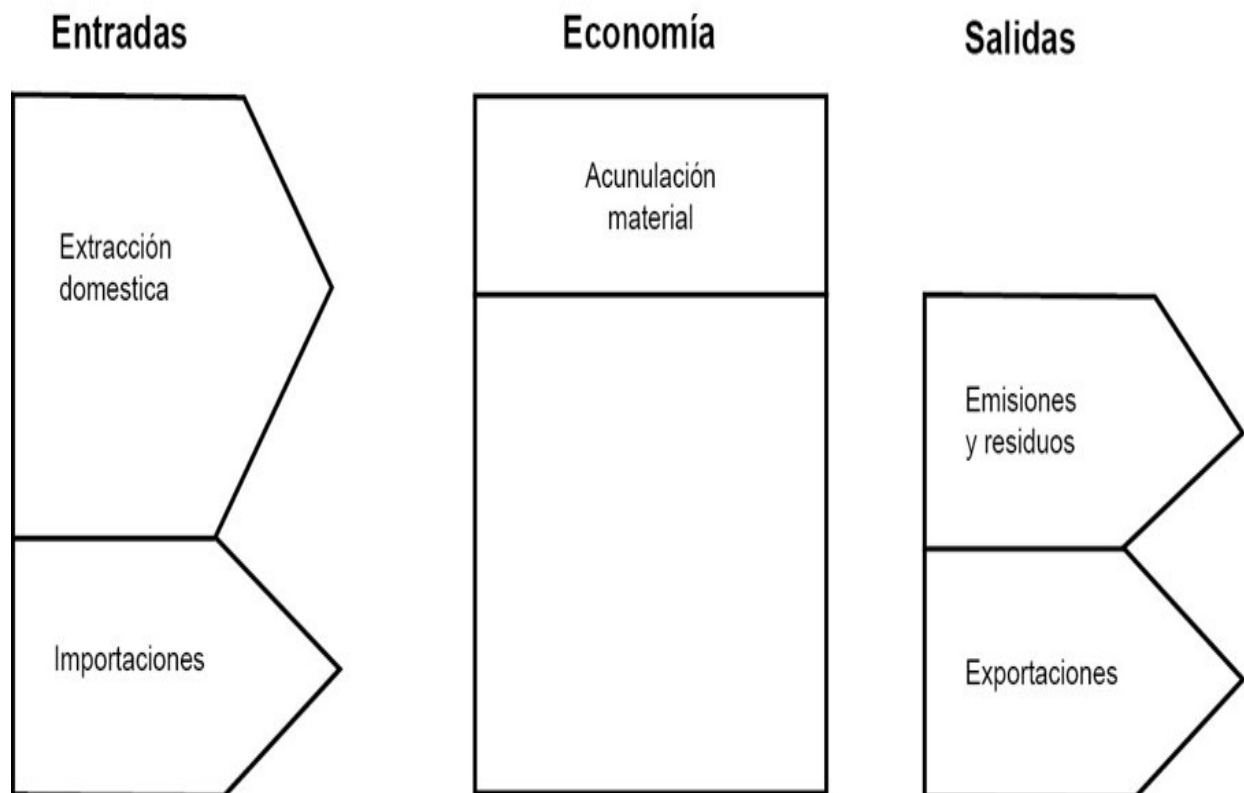 Entradas
Economía
Salidas
Extracción
domestica
Importaciones
Acunulación
material
Emisiones
y residuos
Exportaciones